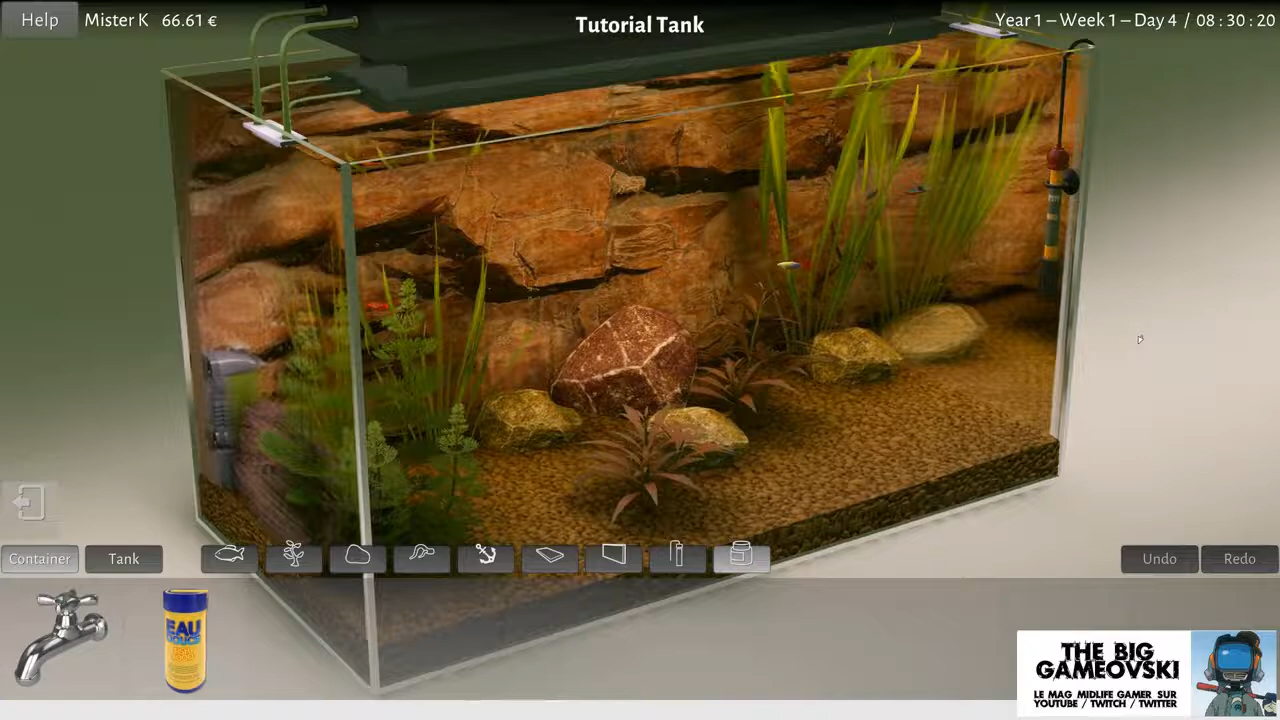 Help Mister K 66.61 € Tutorial Tank Year 1 – Week 1 – Day 4 / 08 : 30 : 20
Container Tank Undo Redo
EAU
DOUCE
THE BIG
GAMEOVSKI
LE MAG MIDLIFE GAMER SUR
YOUTUBE / TWITCH / TWITTER